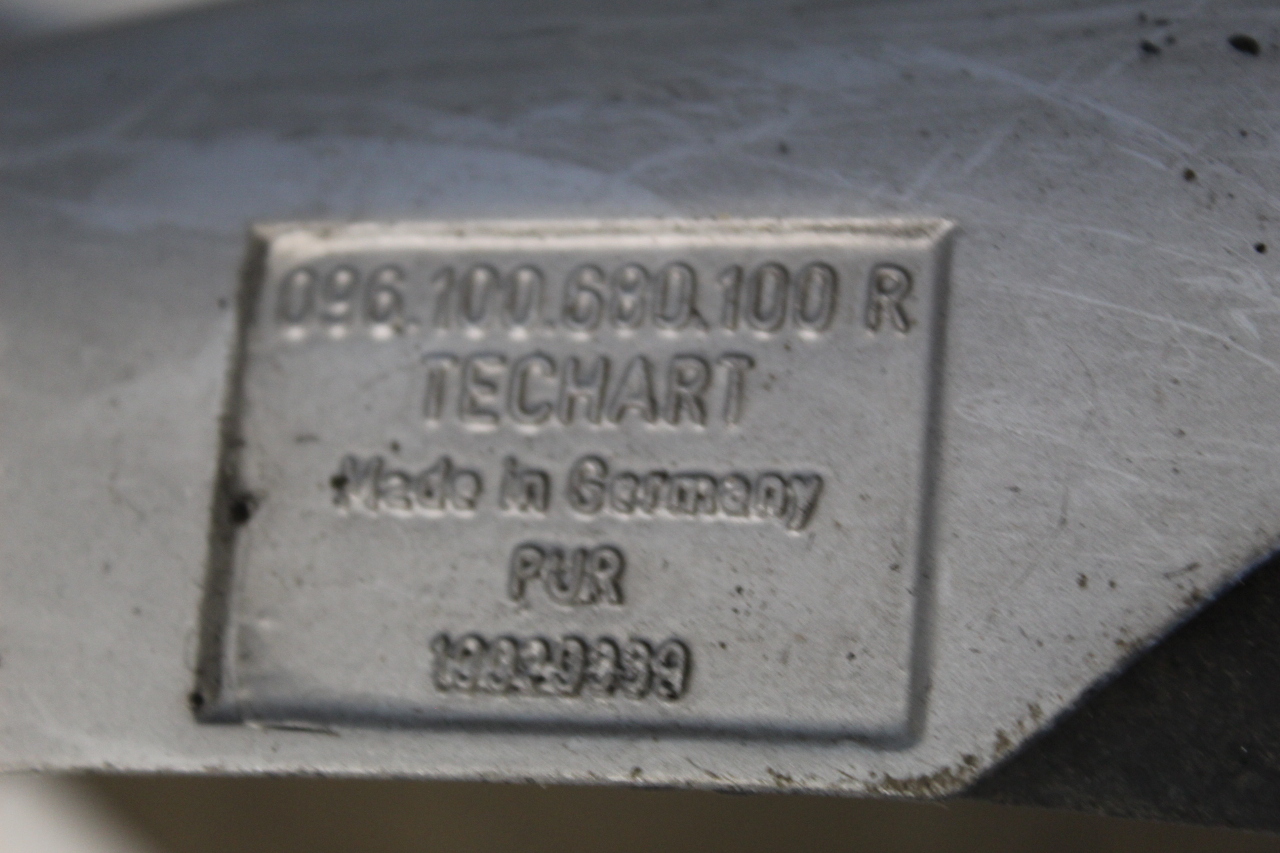 096.100.680.100 R
TECHART
Made in Germany
PUR